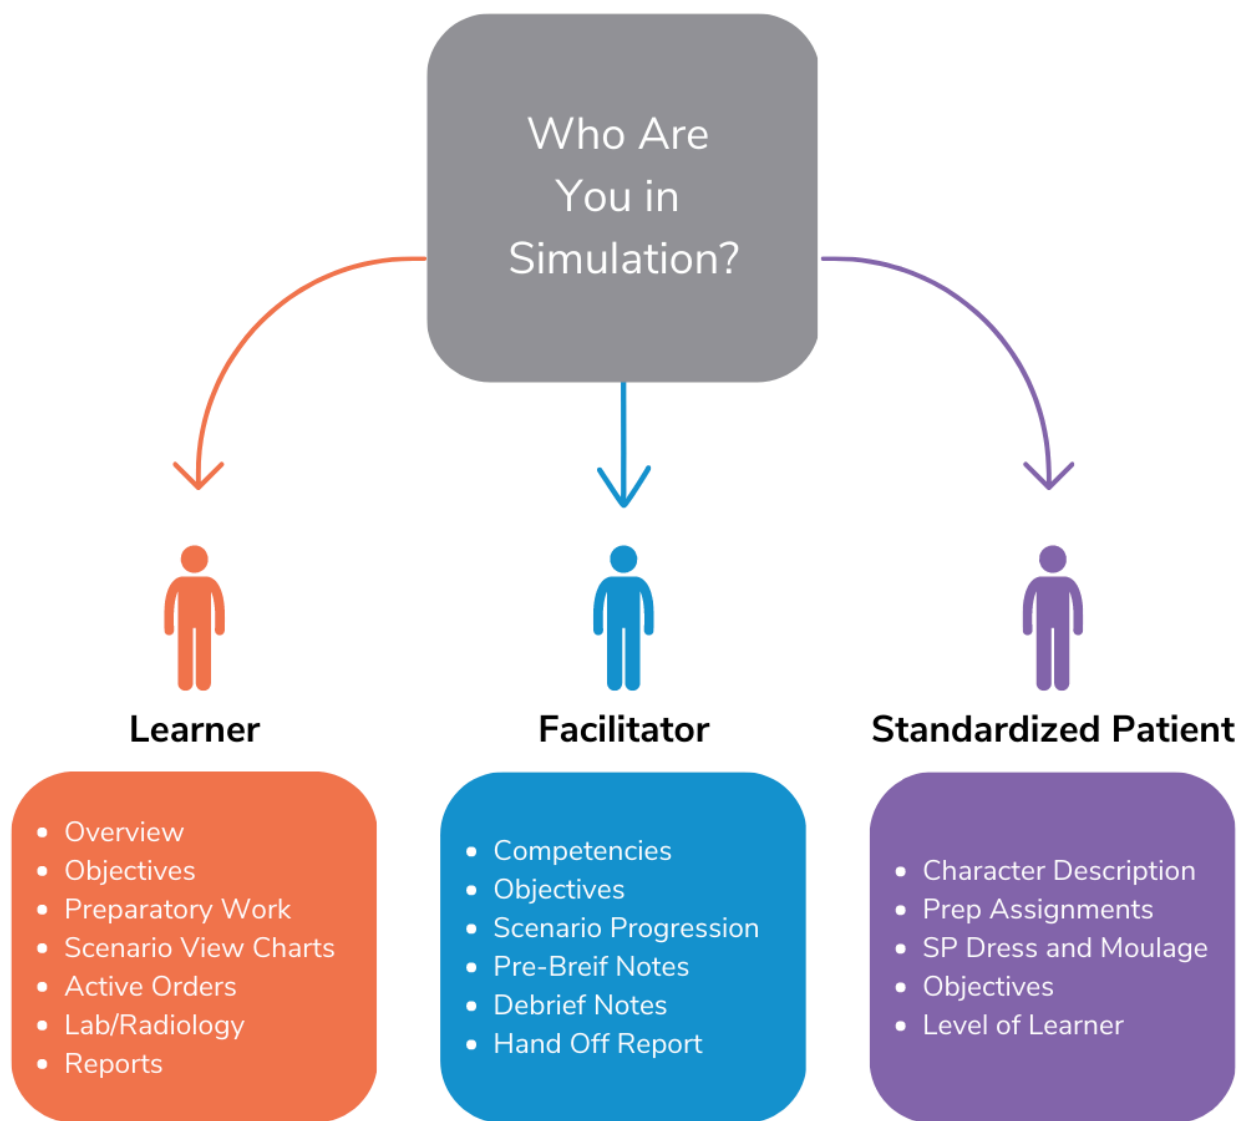 Who Are
You in
Simulation?
Learner
• Overview
• Objectives
• Preparatory Work
• Scenario View Charts
• Active Orders
• Lab/Radiology
• Reports
Facilitator
• Competencies
• Objectives
• Scenario Progression
• Pre-Breif Notes
• Debrief Notes
• Hand Off Report
Standardized Patient
• Character Description
• Prep Assignments
• SP Dress and Moulage
• Objectives
• Level of Learner